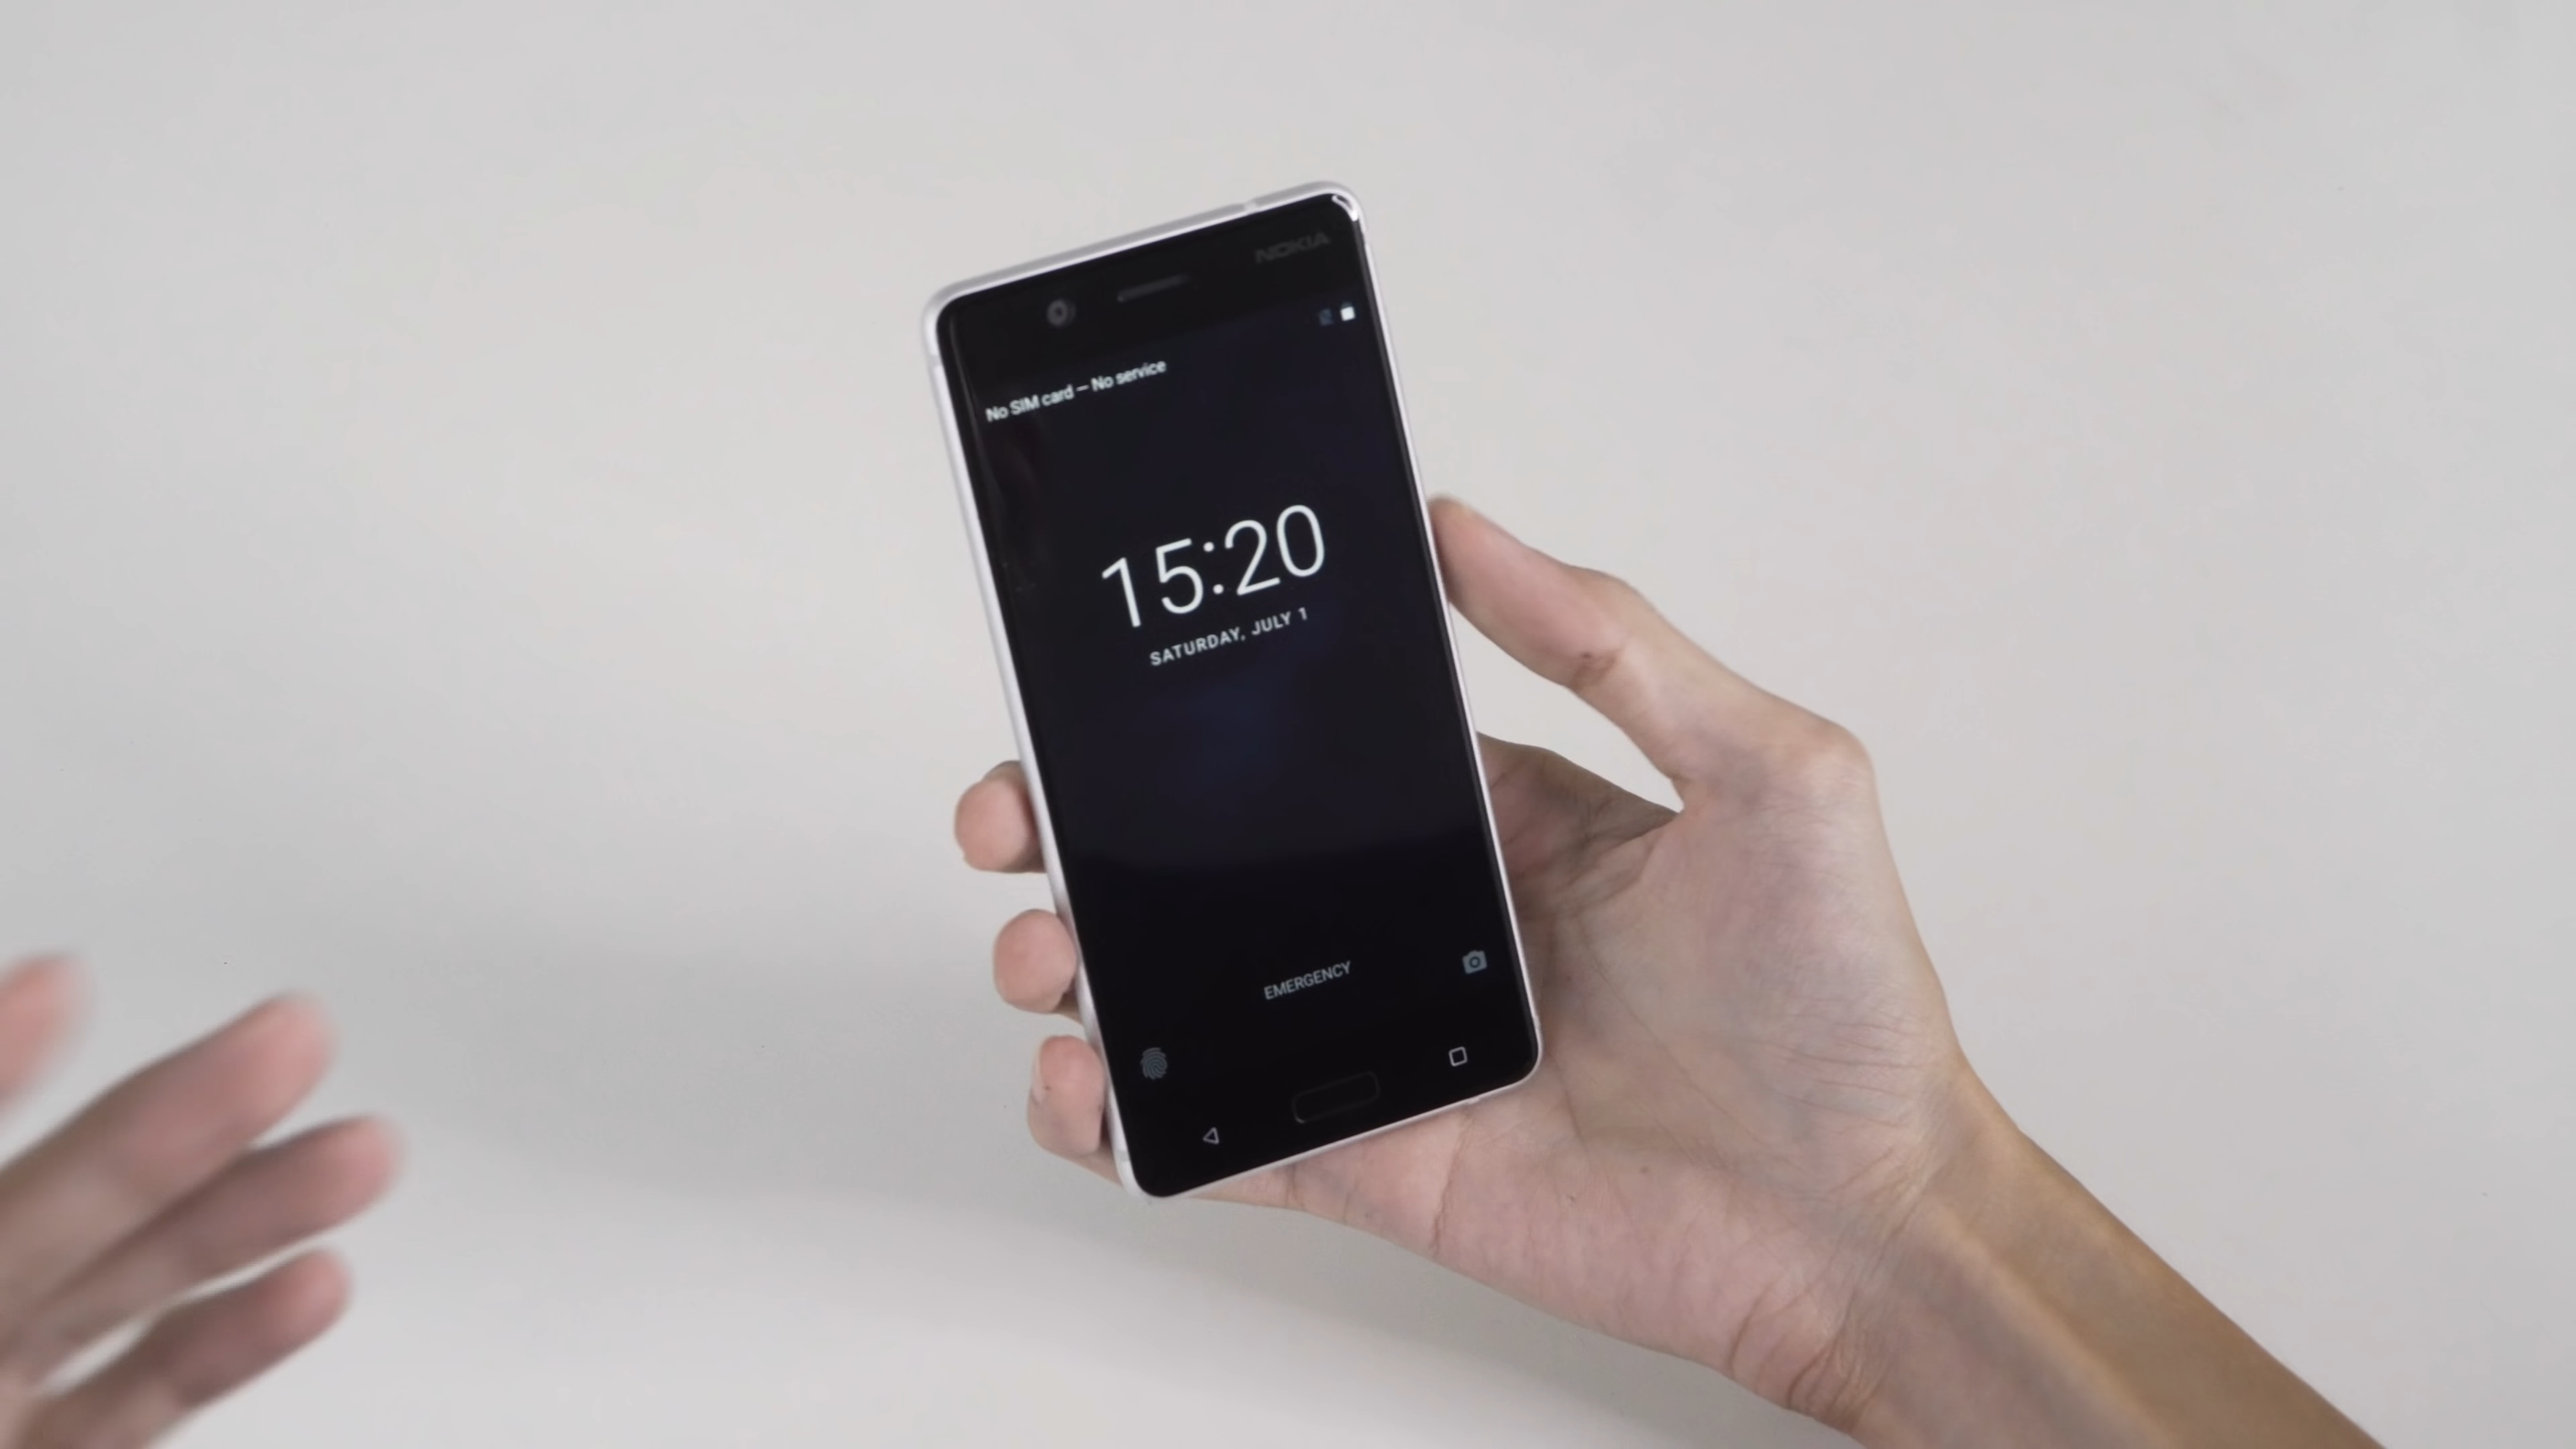 NOKIA
No SIM card — No service
15:20
SATURDAY, JULY 1
EMERGENCY